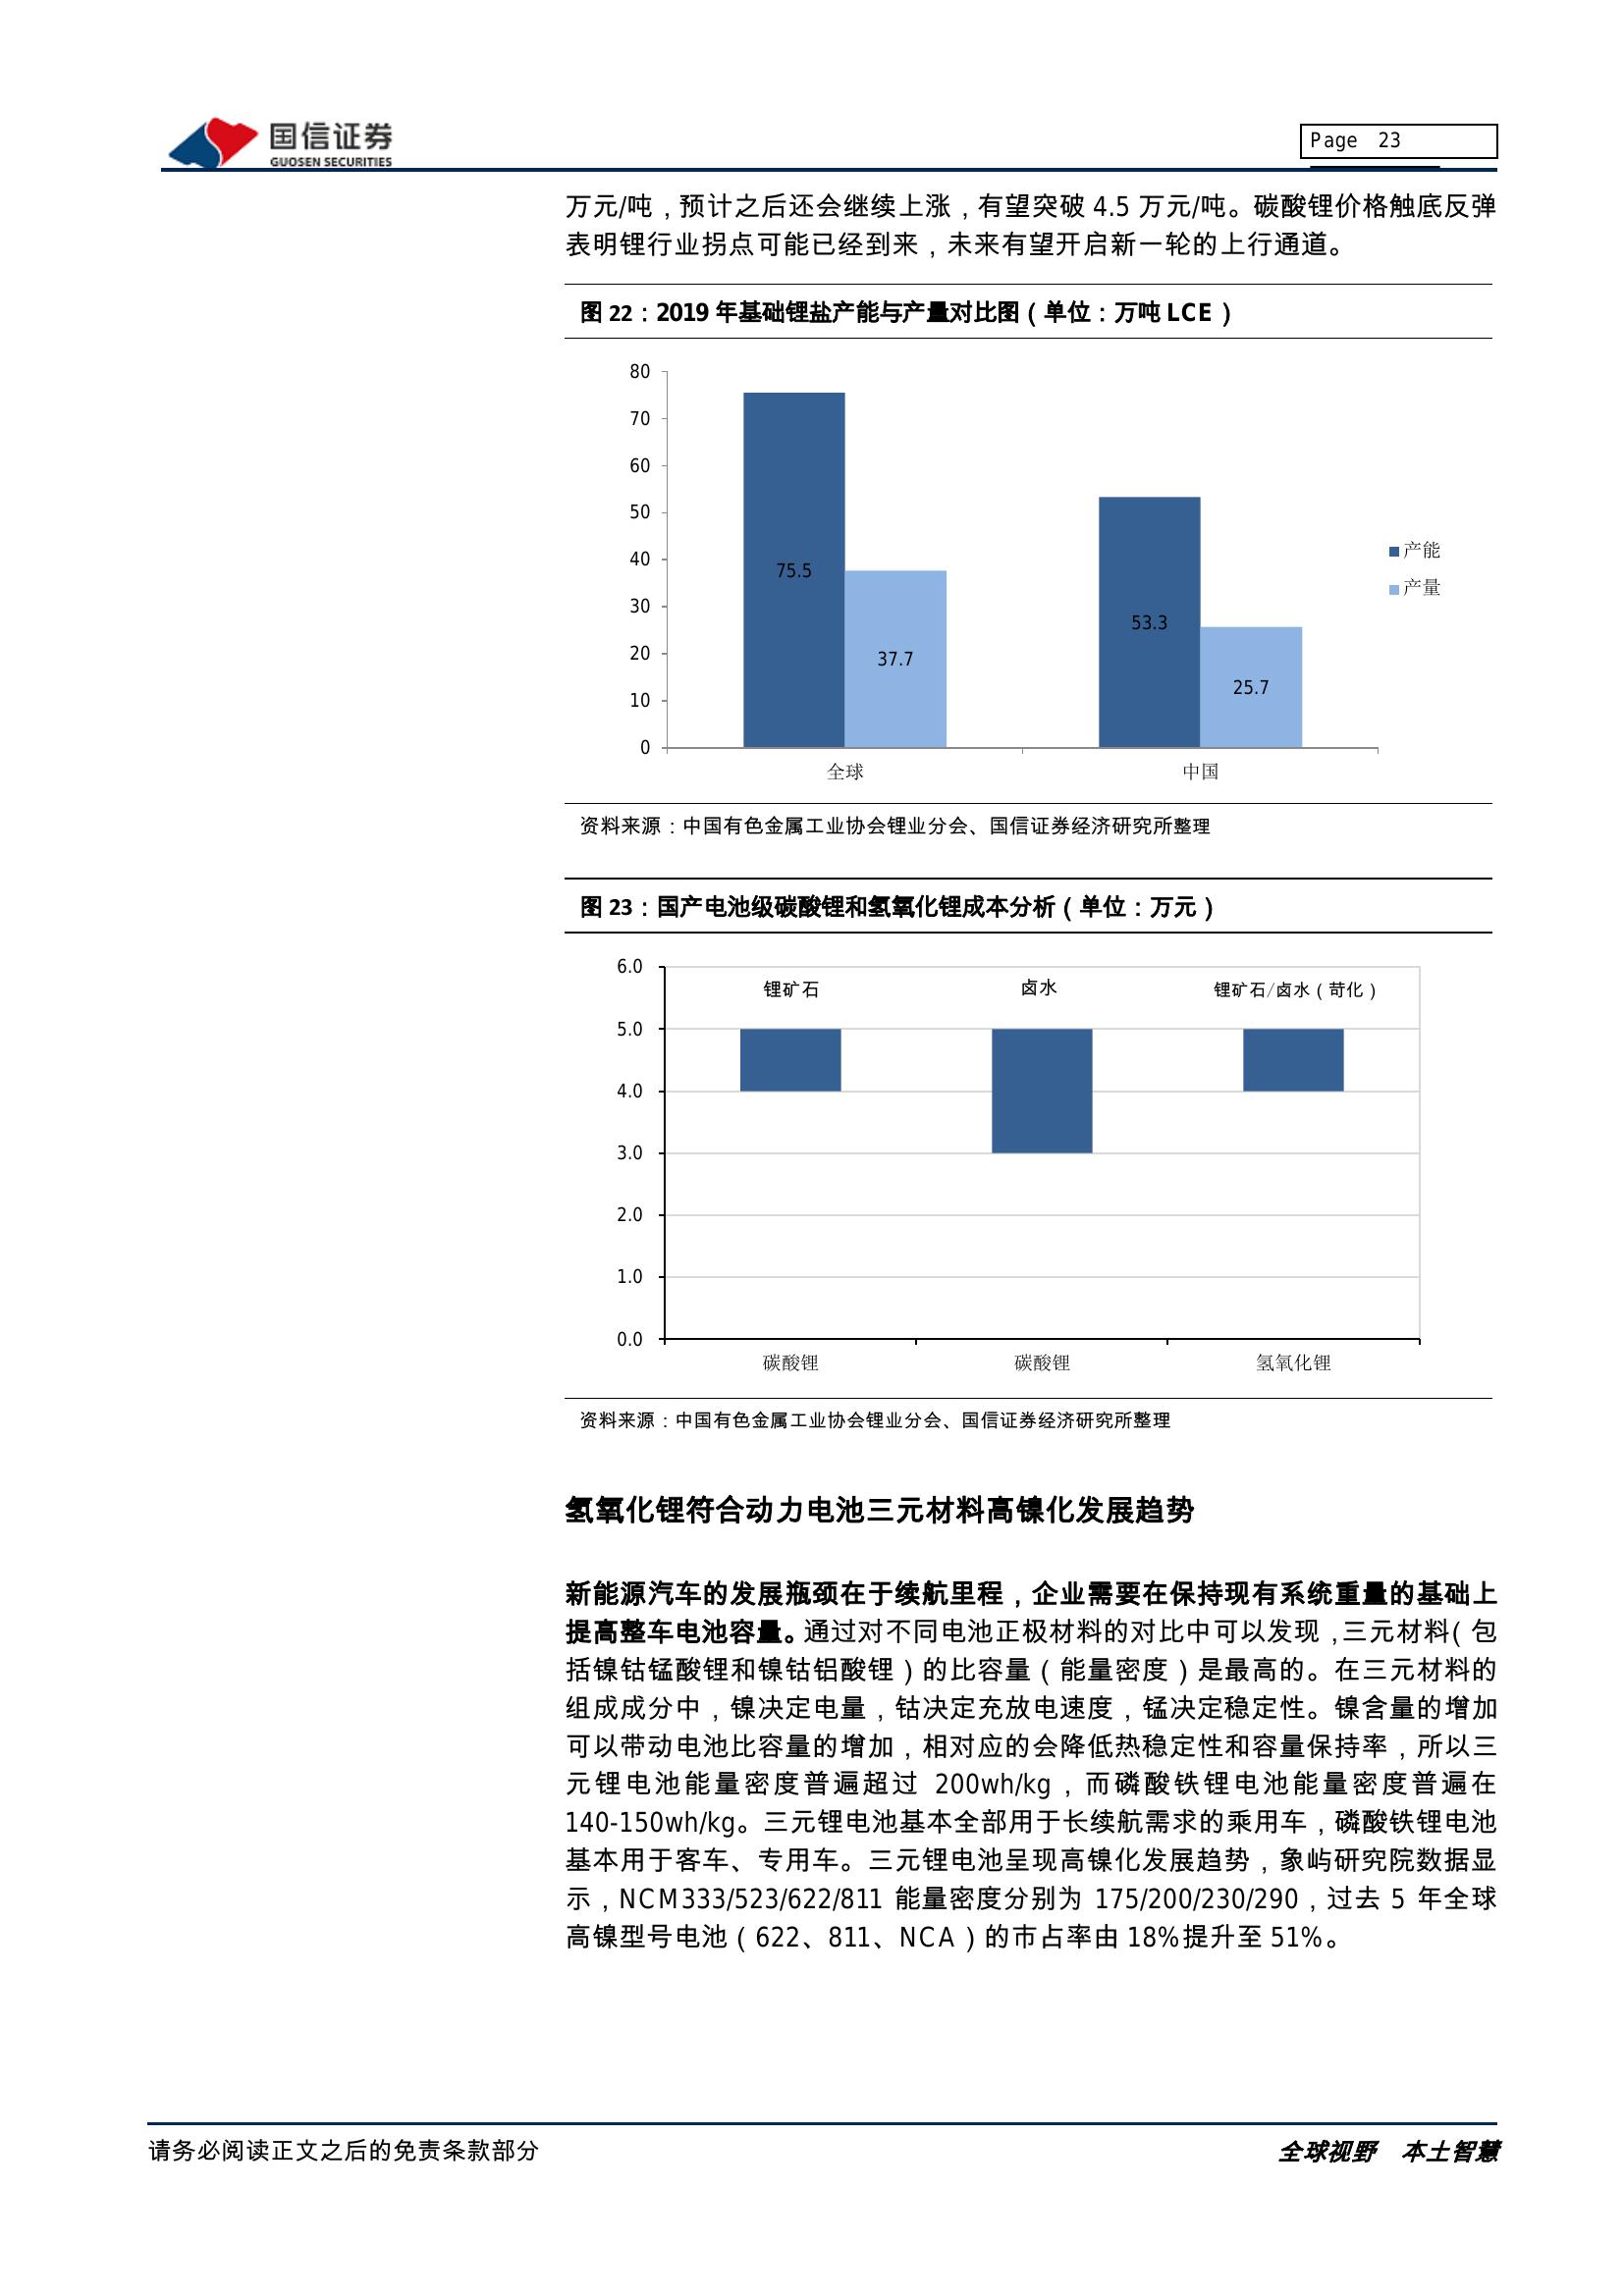 国信证券
GUOSEN SECURITIES
Page 23
万元/吨，预计之后还会继续上涨，有望突破 4.5 万元/吨。碳酸锂价格触底反弹
表明锂行业拐点可能已经到来，未来有望开启新一轮的上行通道。
图 22：2019 年基础锂盐产能与产量对比图（单位：万吨 LCE）
80
70
60
50
40
30
20
10
0
75.5
37.7
53.3
25.7
全球
中国
产能
产量
资料来源：中国有色金属工业协会锂业分会、国信证券经济研究所整理
图 23：国产电池级碳酸锂和氢氧化锂成本分析（单位：万元）
6.0
5.0
4.0
3.0
2.0
1.0
0.0
锂矿石
卤水
锂矿石/卤水（苛化）
碳酸锂
碳酸锂
氢氧化锂
资料来源：中国有色金属工业协会锂业分会、国信证券经济研究所整理
氢氧化锂符合动力电池三元材料高镍化发展趋势
新能源汽车的发展瓶颈在于续航里程，企业需要在保持现有系统重量的基础上
提高整车电池容量。通过对不同电池正极材料的对比中可以发现，三元材料（包
括镍钴锰酸锂和镍钴铝酸锂）的比容量（能量密度）是最高的。在三元材料的
组成成分中，镍决定电量，钴决定充放电速度，锰决定稳定性。镍含量的增加
可以带动电池比容量的增加，相对应的会降低热稳定性和容量保持率，所以三
元锂电池能量密度普遍超过 200wh/kg，而磷酸铁锂电池能量密度普遍在
140-150wh/kg。三元锂电池基本全部用于长续航需求的乘用车，磷酸铁锂电池
基本用于客车、专用车。三元锂电池呈现高镍化发展趋势，象屿研究院数据显
示，NCM333/523/622/811 能量密度分别为 175/200/230/290，过去 5 年全球
高镍型号电池（622、811、NCA）的市占率由 18%提升至 51%。
请务必阅读正文之后的免责条款部分
全球视野 本土智慧